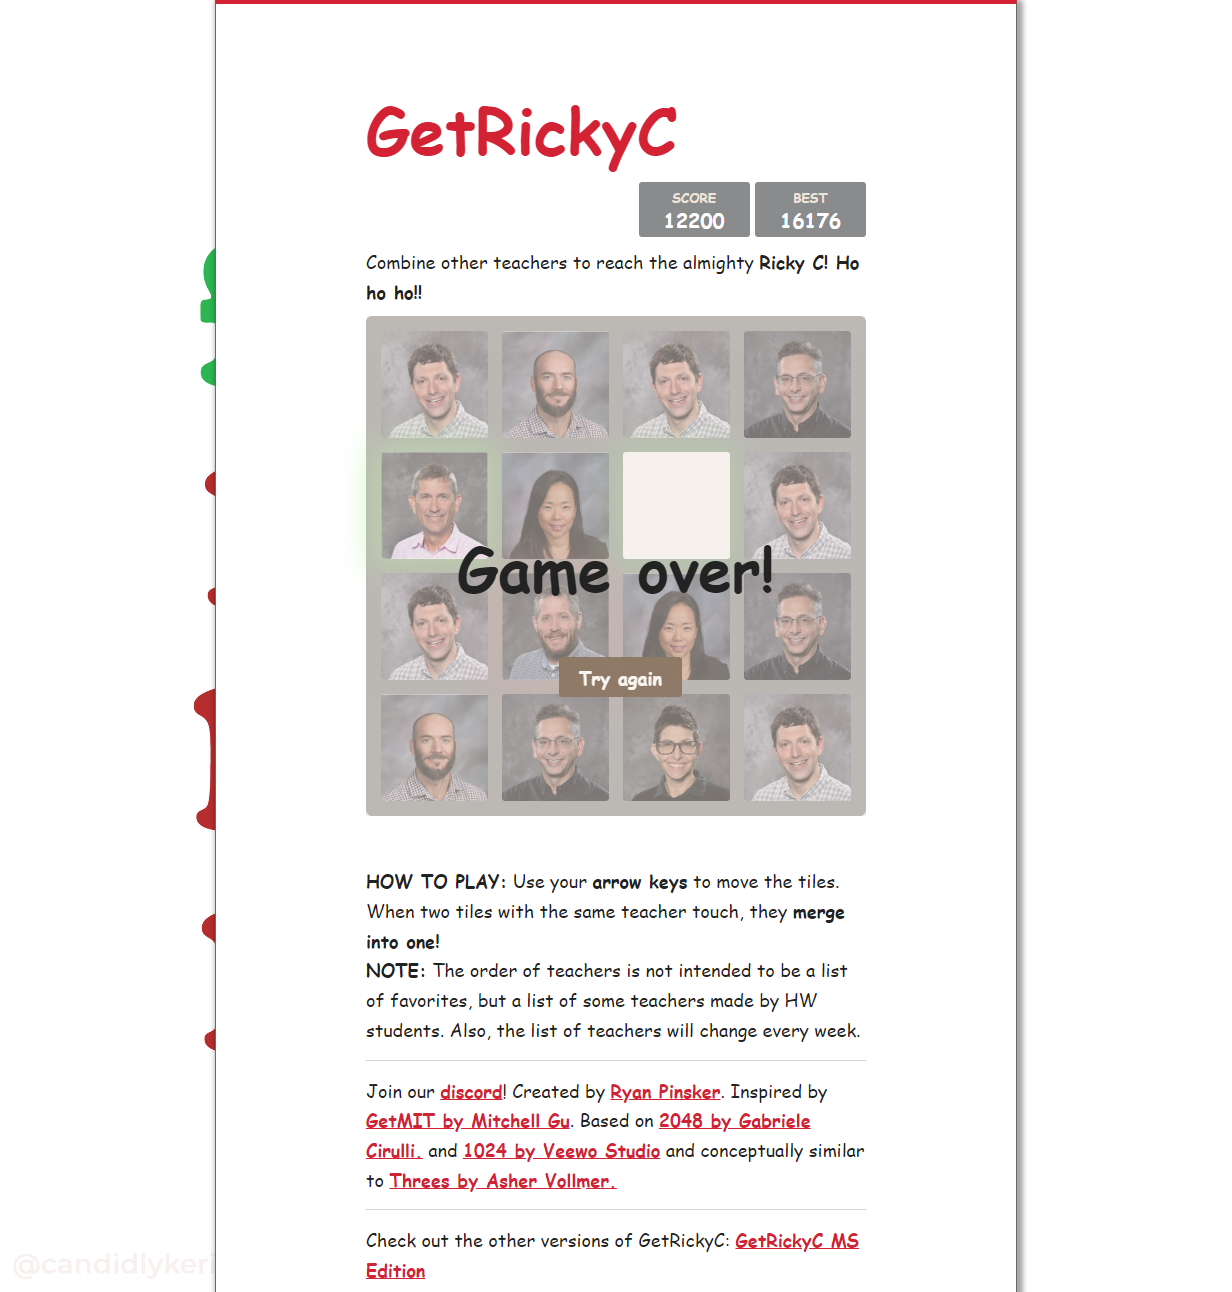 GetRickyC
SCORE
12200
BEST
16176
Combine other teachers to reach the almighty Ricky C! Ho
ho ho!!
Game over!
Try again
HOW TO PLAY: Use your arrow keys to move the tiles.
When two tiles with the same teacher touch, they merge
into one!
NOTE: The order of teachers is not intended to be a list
of favorites, but a list of some teachers made by HW
students. Also, the list of teachers will change every week.
Join our discord! Created by Ryan Pinsker. Inspired by
GetMIT by Mitchell Gu. Based on 2048 by Gabriele
Cirulli. and 1024 by Veewo Studio and conceptually similar
to Threes by Asher Vollmer.
Check out the other versions of GetRickyC: GetRickyC MS
Edition
@candidlykeri